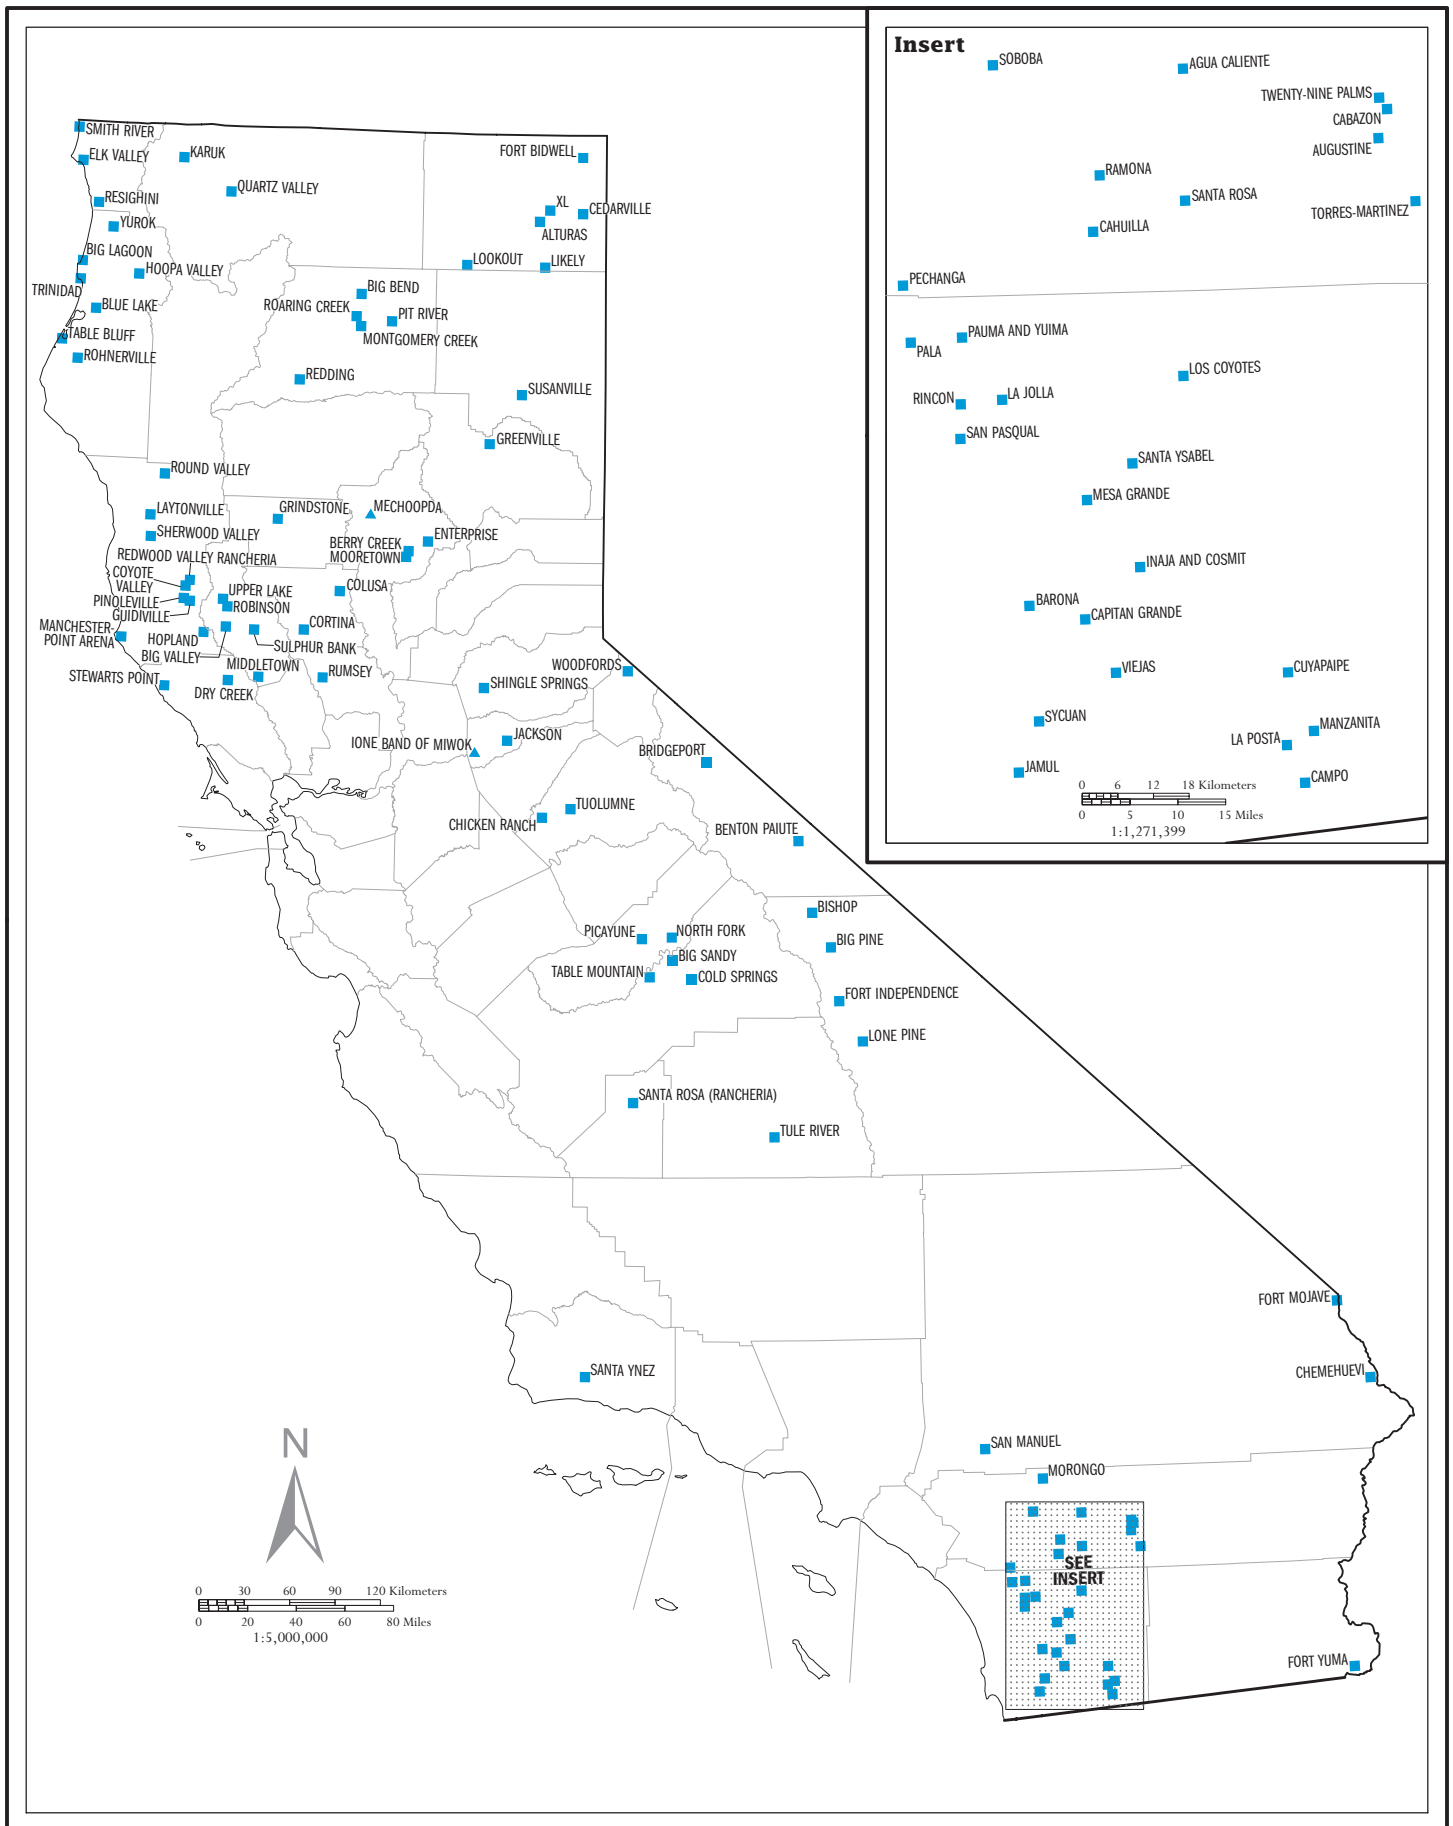 Insert
SOBOBA
AGUA CALIENTE
TWENTY-NINE PALMS
CABAZON
AUGUSTINE
RAMONA
SANTA ROSA
TORRES-MARTINEZ
CAHUILLA
PECHANGA
PAUMA AND YUIMA
PALA
LOS COYOTES
RINCON
LA JOLLA
SAN PASQUAL
SANTA YSABEL
MESA GRANDE
INAJA AND COSMIT
BARONA
CAPITAN GRANDE
VIEJAS
CUYAPAIPE
SYCUAN
MANZANITA
LA POSTA
JAMUL
CAMPO
0 6 12 18 Kilometers
0 5 10 15 Miles
1:1,271,399
SMITH RIVER
ELK VALLEY
KARUK
FORT BIDWELL
QUARTZ VALLEY
RESIGHINI
XL
CEDARVILLE
YUROK
ALTURAS
BIG LAGOON
HOOPA VALLEY
LOOKOUT
LIKELY
TRINIDAD
BIG BEND
BLUE LAKE
ROARING CREEK
PIT RIVER
TABLE BLUFF
MONTGOMERY CREEK
ROHNERVILLE
REDDING
SUSANVILLE
GREENVILLE
ROUND VALLEY
LAYTONVILLE
GRINDSTONE
MECHOOPDA
SHERWOOD VALLEY
ENTERPRISE
BERRY CREEK
MOORETOWN
REDWOOD VALLEY RANCHERIA
COYOTE
VALLEY
UPPER LAKE
COLUSA
PINOLEVILLE
ROBINSON
GUIDIVILLE
CORTINA
MANCHESTER-
POINT ARENA
HOPLAND
SULPHUR BANK
BIG VALLEY
MIDDLETOWN
WOODFORDS
STEWARTS POINT
RUMSEY
DRY CREEK
SHINGLE SPRINGS
JACKSON
IONE BAND OF MIWOK
BRIDGEPORT
TUOLUMNE
CHICKEN RANCH
BENTON PAIUTE
BISHOP
PICAYUNE
NORTH FORK
BIG PINE
BIG SANDY
TABLE MOUNTAIN
COLD SPRINGS
FORT INDEPENDENCE
LONE PINE
SANTA ROSA (RANCHERIA)
TULE RIVER
FORT MOJAVE
SANTA YNEZ
CHEMEHUEVI
SAN MANUEL
MORONGO
SEE
INSERT
FORT YUMA
N
0 30 60 90 120 Kilometers
0 20 40 60 80 Miles
1:5,000,000